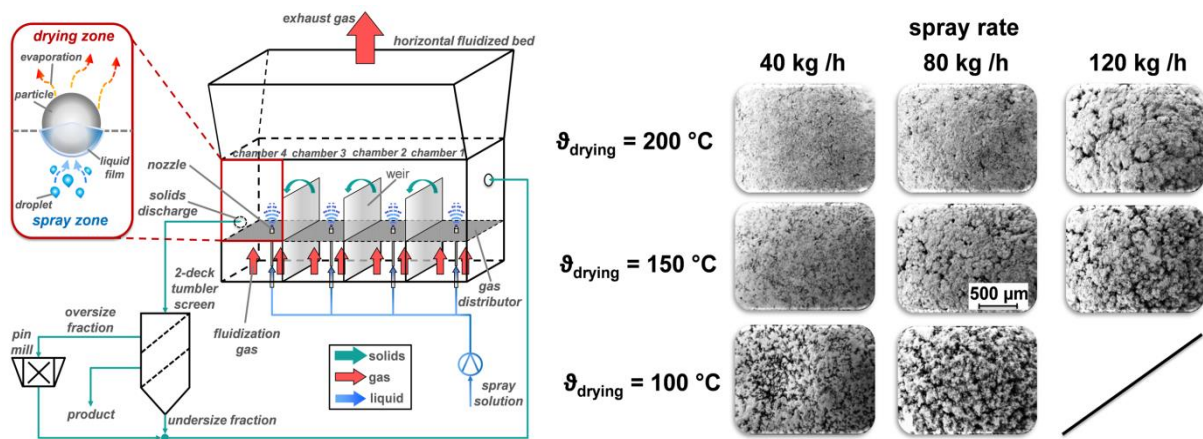 exhaust gas
horizontal fluidized bed
drying zone
evaporation
particle
liquid
film
droplet
spray zone
chamber 4 chamber 3 chamber 2 chamber 1
nozzle
weir
solids
discharge
2-deck
tumbler
screen
oversize
fraction
fluidization
gas
gas
distributor
pin
mill
product
undersize fraction
solids
gas
liquid
spray
solution
spray rate
40 kg /h 80 kg /h 120 kg /h
ϑdrying = 200 °C
ϑdrying = 150 °C
500 µm
ϑdrying = 100 °C